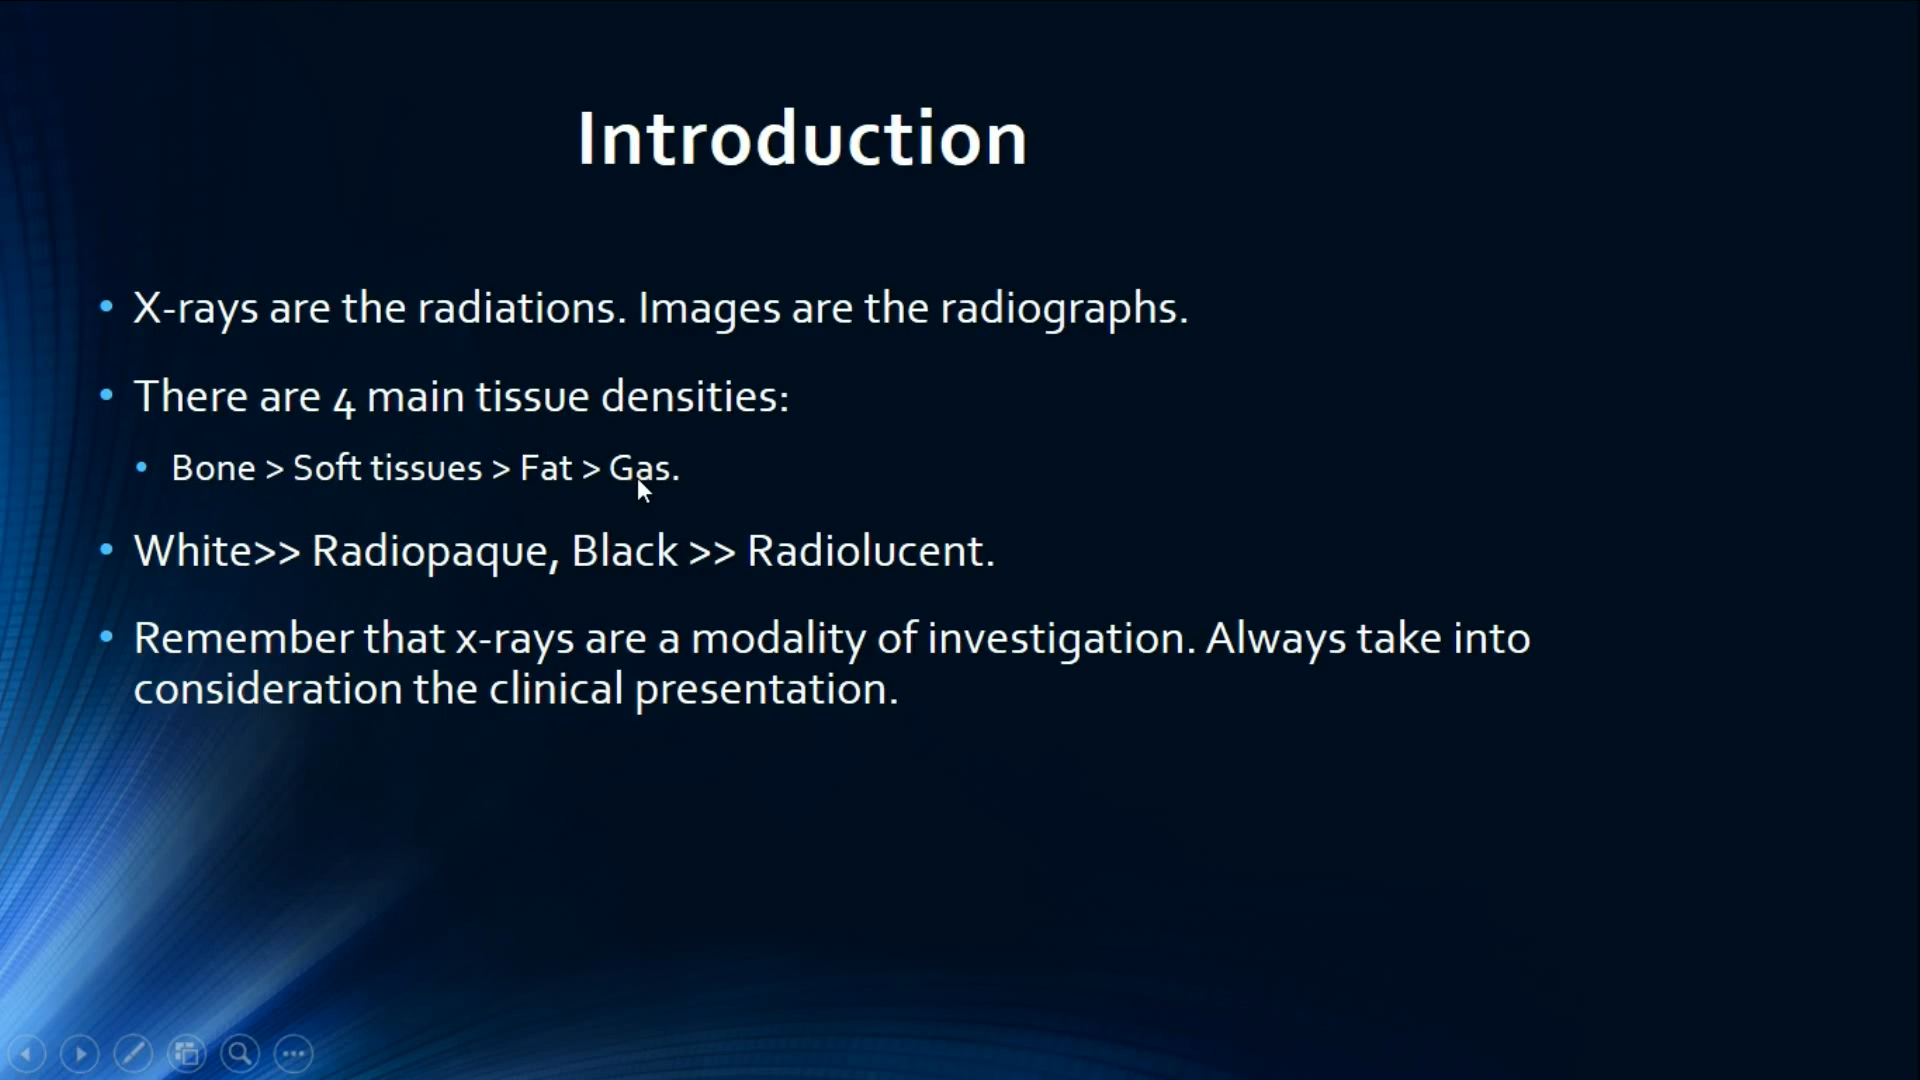 Introduction
• X-rays are the radiations. Images are the radiographs.
• There are 4 main tissue densities:
• Bone > Soft tissues > Fat > Gas.
• White>> Radiopaque, Black >> Radiolucent.
• Remember that x-rays are a modality of investigation. Always take into
consideration the clinical presentation.